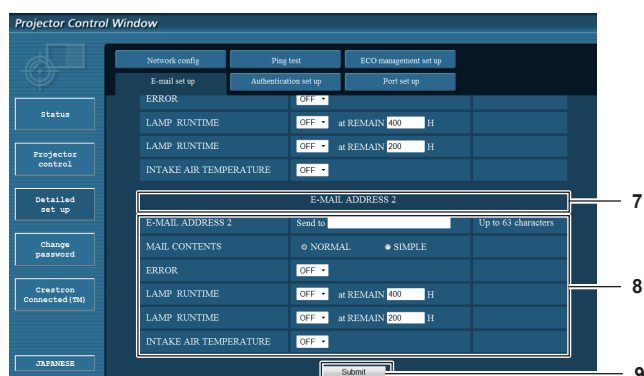 Projector Control Window
Network config Ping test ECO management set up
E-mail set up Authentication set up Port set up
Status
Projector control
Detailed set up
Change password
Crestron Connected(TM)
JAPANESE
ERROR OFF
LAMP RUNTIME OFF at REMAIN 400 H
LAMP RUNTIME OFF at REMAIN 200 H
INTAKE AIR TEMPERATURE OFF
E-MAIL ADDRESS 2
7
E-MAIL ADDRESS 2 Send to Up to 63 characters
MAIL CONTENTS NORMAL SIMPLE
ERROR OFF
8
LAMP RUNTIME OFF at REMAIN 400 H
LAMP RUNTIME OFF at REMAIN 200 H
INTAKE AIR TEMPERATURE OFF
Submit
9